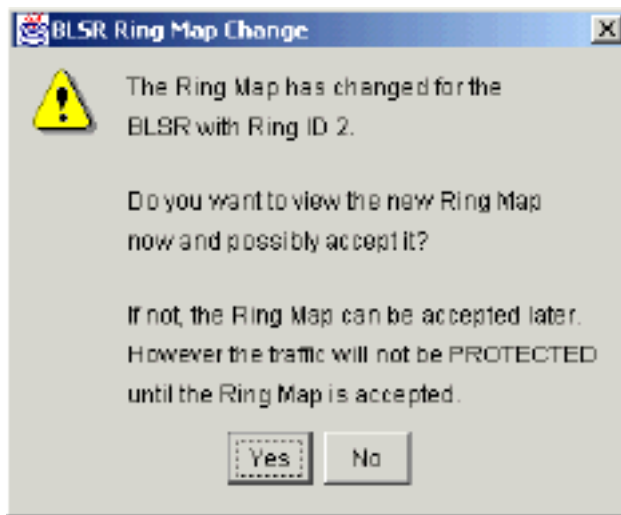 BLSR Ring Map Change
The Ring Map has changed for the
BLSR with Ring ID 2.
Do you want to view the new Ring Map
now and possibly accept it?
If not, the Ring Map can be accepted later.
However the traffic will not be PROTECTED
until the Ring Map is accepted.
Yes No